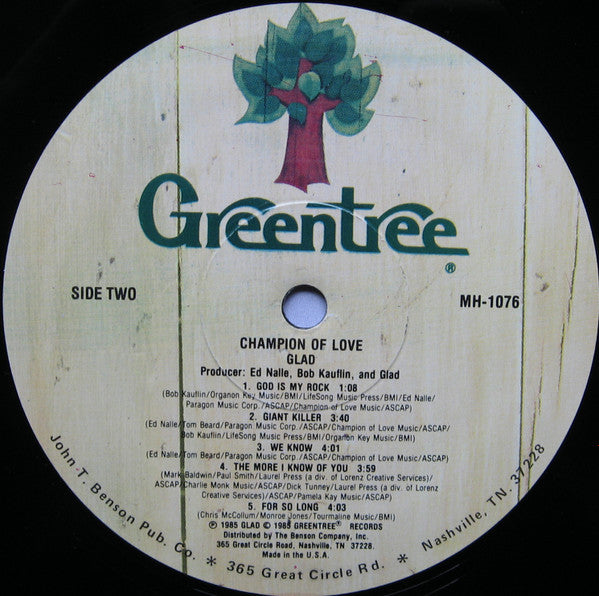 Greentree
®
SIDE TWO
MH-1076
CHAMPION OF LOVE
GLAD
Producer: Ed Nalle, Bob Kauflin, and Glad
1. GOD IS MY ROCK 1:08
(Bob Kauflin/Organon Key Music/BMI/LifeSong Music Press/BMI/Ed Nalle/
Paragon Music Corp./ASCAP/Champion of Love Music/ASCAP)
2. GIANT KILLER 3:40
(Ed Nalle/Tom Beard/Paragon Music Corp./ASCAP/Champion of Love Music/ASCAP/
Bob Kauflin/LifeSong Music Press/BMI/Organon Key Music/BMI)
3. WE KNOW 4:01
(Ed Nalle/Tom Beard/Paragon Music Corp./ASCAP/Champion of Love Music/ASCAP)
4. THE MORE I KNOW OF YOU 3:59
(Mark Baldwin/Paul Smith/Laurel Press (a div. of Lorenz Creative Services)/
ASCAP/Charlie Monk Music/ASCAP/Dick Tunney/Laurel Press (a div. of Lorenz
Creative Services)/ASCAP/Pamela Kay Music/ASCAP)
5. FOR SO LONG 4:03
(Chris McCollum/Monroe Jones/Tourmaline Music/BMI)
℗ 1985 GLAD © 1985 GREENTREE® RECORDS
Distributed by The Benson Company, Inc.
365 Great Circle Road, Nashville, TN 37228.
Made in the U.S.A.
John T. Benson Pub. Co. * 365 Great Circle Rd. * Nashville, TN. 37228